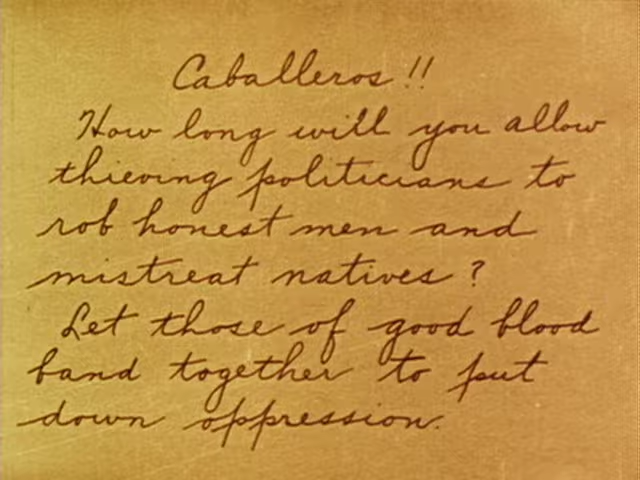 Caballeros!!
How long will you allow
thieving politicians to
rob honest men and
mistreat natives?
Let those of good blood
band together to put
down oppression.